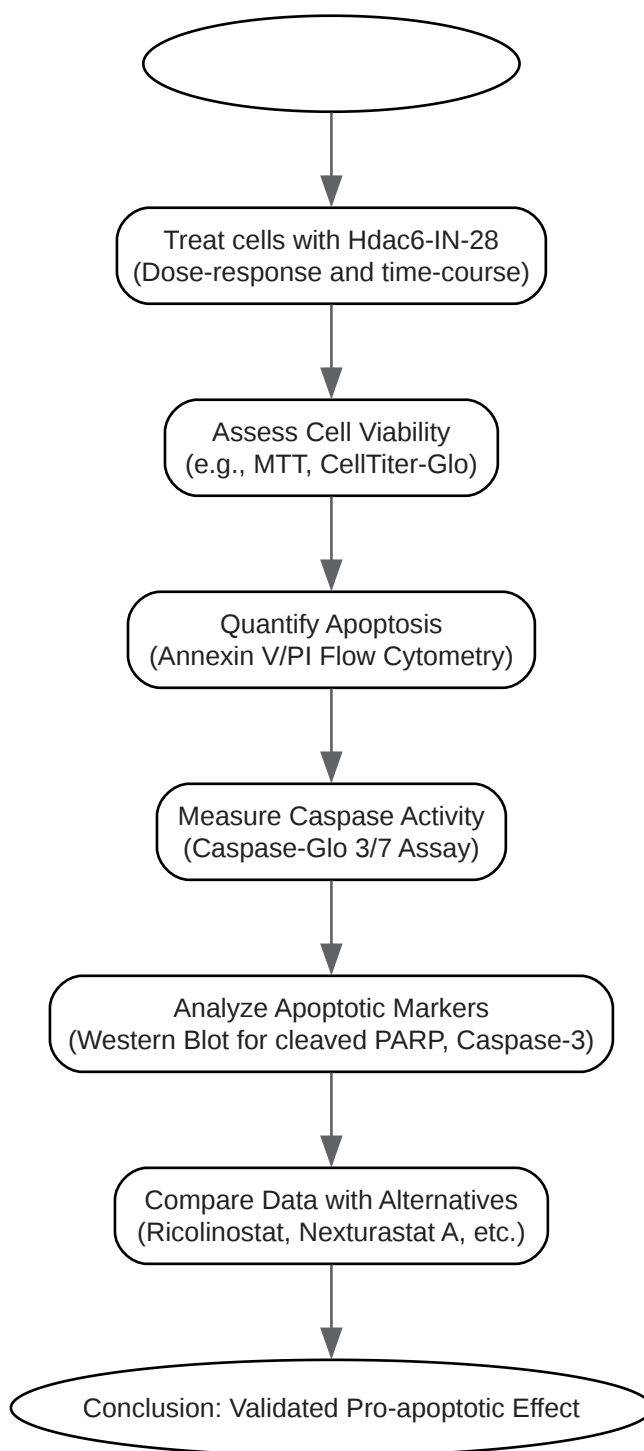 Treat cells with Hdac6-IN-28
(Dose-response and time-course)
Assess Cell Viability
(e.g., MTT, CellTiter-Glo)
Quantify Apoptosis
(Annexin V/PI Flow Cytometry)
Measure Caspase Activity
(Caspase-Glo 3/7 Assay)
Analyze Apoptotic Markers
(Western Blot for cleaved PARP, Caspase-3)
Compare Data with Alternatives
(Ricolinostat, Nexturastat A, etc.)
Conclusion: Validated Pro-apoptotic Effect